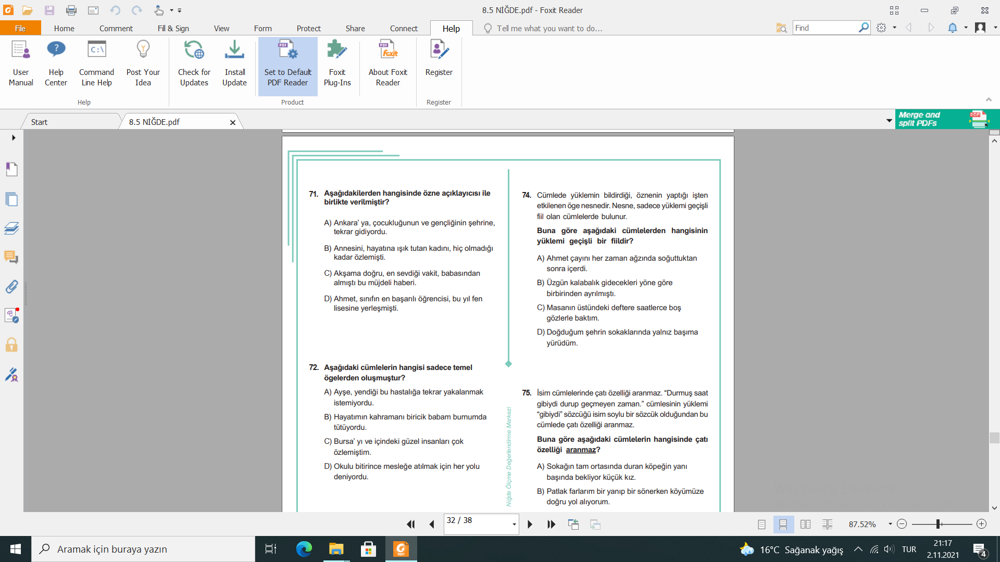 8.5 NİĞDE.pdf - Foxit Reader
File Home Comment Fill & Sign View Form Protect Share Connect Help Tell me what you want to do... Find
User Manual
Help Center
Command Line Help
Post Your Idea
Check for Updates
Install Update
Set to Default PDF Reader
Foxit Plug-Ins
About Foxit Reader
Register
Help
Product
Register
Start
8.5 NİĞDE.pdf
Merge and
split PDFs
71. Aşağıdakilerden hangisinde özne açıklayıcısı ile
birlikte verilmiştir?
A) Ankara' ya, çocukluğunun ve gençliğinin şehrine,
tekrar gidiyordu.
B) Annesini, hayatına ışık tutan kadını, hiç olmadığı
kadar özlemişti.
C) Akşama doğru, en sevdiği vakit, babasından
almıştı bu müjdeli haberi.
D) Ahmet, sınıfın en başarılı öğrencisi, bu yıl fen
lisesine yerleşmişti.
72. Aşağıdaki cümlelerin hangisi sadece temel
ögelerden oluşmuştur?
A) Ayşe, yendiği bu hastalığa tekrar yakalanmak
istemiyordu.
B) Hayatımın kahramanı biricik babam burnumda
tütüyordu.
C) Bursa' yı ve içindeki güzel insanları çok
özlemiştim.
D) Okulu bitirince mesleğe atılmak için her yolu
deniyordu.
Niğde Ölçme Değerlendirme Merkezi
74. Cümlede yüklemin bildirdiği, öznenin yaptığı işten
etkilenen öge nesnedir. Nesne, sadece yüklemi geçişli
fiil olan cümlelerde bulunur.
Buna göre aşağıdaki cümlelerden hangisinin
yüklemi geçişli bir fiildir?
A) Ahmet çayını her zaman ağzında soğuttuktan
sonra içerdi.
B) Üzgün kalabalık gidecekleri yöne göre
birbirinden ayrılmıştı.
C) Masanın üstündeki deftere saatlerce boş
gözlerle baktım.
D) Doğduğum şehrin sokaklarında yalnız başıma
yürüdüm.
75. İsim cümlelerinde çatı özelliği aranmaz. “Durmuş saat
gibiydi durup geçmeyen zaman.” cümlesinin yüklemi
“gibiydi” sözcüğü isim soylu bir sözcük olduğundan bu
cümlede çatı özelliği aranmaz.
Buna göre aşağıdaki cümlelerin hangisinde çatı
özelliği aranmaz?
A) Sokağın tam ortasında duran köpeğin yanı
başında bekliyor küçük kız.
B) Patlak farlarım bir yanıp bir sönerken köyümüze
doğru yol alıyorum.
32 / 38
87.52%
Aramak için buraya yazın
16°C Sağanak yağış
TUR
21:17
2.11.2021
4